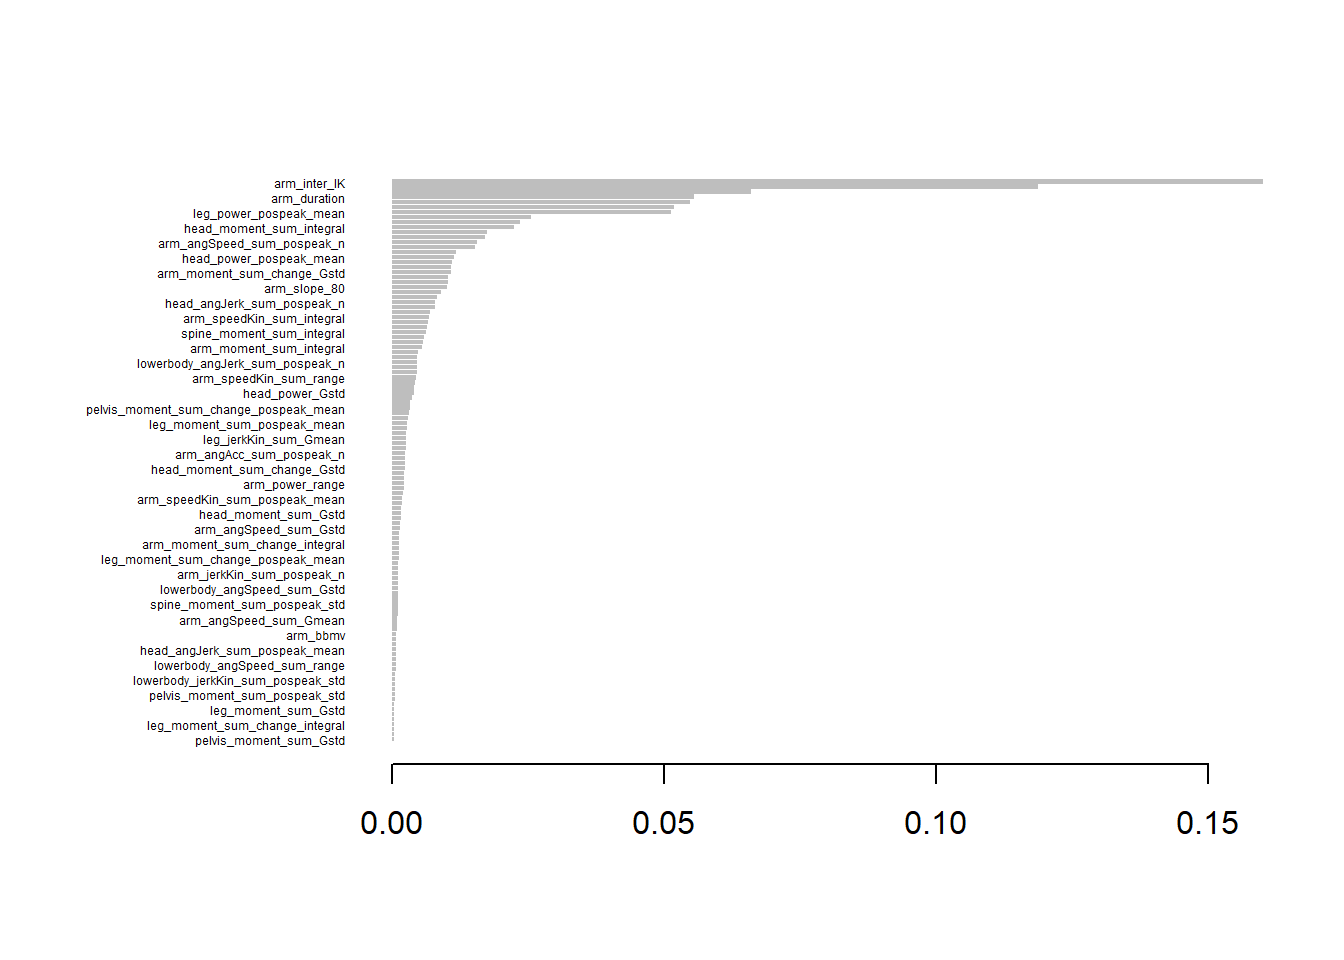 arm_inter_IK
arm_duration
leg_power_pospeak_mean
head_moment_sum_integral
arm_angSpeed_sum_pospeak_n
head_power_pospeak_mean
arm_moment_sum_change_Gstd
arm_slope_80
head_angJerk_sum_pospeak_n
arm_speedKin_sum_integral
spine_moment_sum_integral
arm_moment_sum_integral
lowerbody_angJerk_sum_pospeak_n
arm_speedKin_sum_range
head_power_Gstd
pelvis_moment_sum_change_pospeak_mean
leg_moment_sum_pospeak_mean
leg_jerkKin_sum_Gmean
arm_angAcc_sum_pospeak_n
head_moment_sum_change_Gstd
arm_power_range
arm_speedKin_sum_pospeak_mean
head_moment_sum_Gstd
arm_angSpeed_sum_Gstd
arm_moment_sum_change_integral
leg_moment_sum_change_pospeak_mean
arm_jerkKin_sum_pospeak_n
lowerbody_angSpeed_sum_Gstd
spine_moment_sum_pospeak_std
arm_angSpeed_sum_Gmean
arm_bbmv
head_angJerk_sum_pospeak_mean
lowerbody_angSpeed_sum_range
lowerbody_jerkKin_sum_pospeak_std
pelvis_moment_sum_pospeak_std
leg_moment_sum_Gstd
leg_moment_sum_change_integral
pelvis_moment_sum_Gstd
0.00 0.05 0.10 0.15